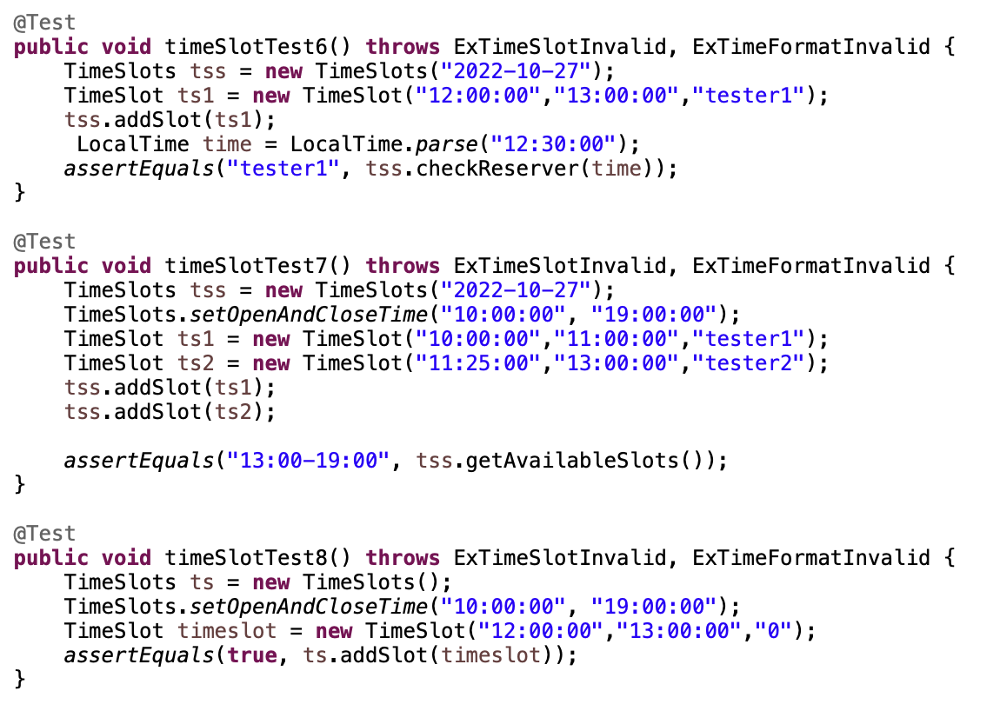 @Test
public void timeSlotTest6() throws ExTimeSlotInvalid, ExTimeFormatInvalid {
    TimeSlots tss = new TimeSlots("2022-10-27");
    TimeSlot ts1 = new TimeSlot("12:00:00","13:00:00","tester1");
    tss.addSlot(ts1);
     LocalTime time = LocalTime.parse("12:30:00");
    assertEquals("tester1", tss.checkReserver(time));
}

@Test
public void timeSlotTest7() throws ExTimeSlotInvalid, ExTimeFormatInvalid {
    TimeSlots tss = new TimeSlots("2022-10-27");
    TimeSlots.setOpenAndCloseTime("10:00:00", "19:00:00");
    TimeSlot ts1 = new TimeSlot("10:00:00","11:00:00","tester1");
    TimeSlot ts2 = new TimeSlot("11:25:00","13:00:00","tester2");
    tss.addSlot(ts1);
    tss.addSlot(ts2);

    assertEquals("13:00-19:00", tss.getAvailableSlots());
}

@Test
public void timeSlotTest8() throws ExTimeSlotInvalid, ExTimeFormatInvalid {
    TimeSlots ts = new TimeSlots();
    TimeSlots.setOpenAndCloseTime("10:00:00", "19:00:00");
    TimeSlot timeslot = new TimeSlot("12:00:00","13:00:00","0");
    assertEquals(true, ts.addSlot(timeslot));
}